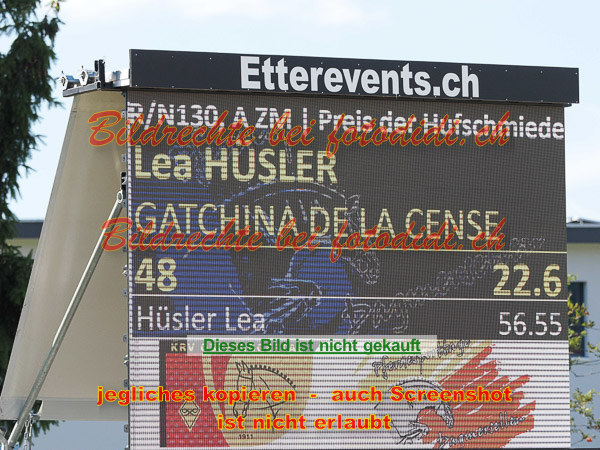 Etterevents.ch
R/N130 A ZM | Preis der Hufschmiede
Bildrechte bei fotodidi.ch
Lea HÜSLER
GATCHINA DE LA CENSE
Bildrechte bei fotodidi.ch
48 22.6
Hüsler Lea 56.55
Dieses Bild ist nicht gekauft
KRV
jegliches kopieren - auch Screenshot
ist nicht erlaubt
1911